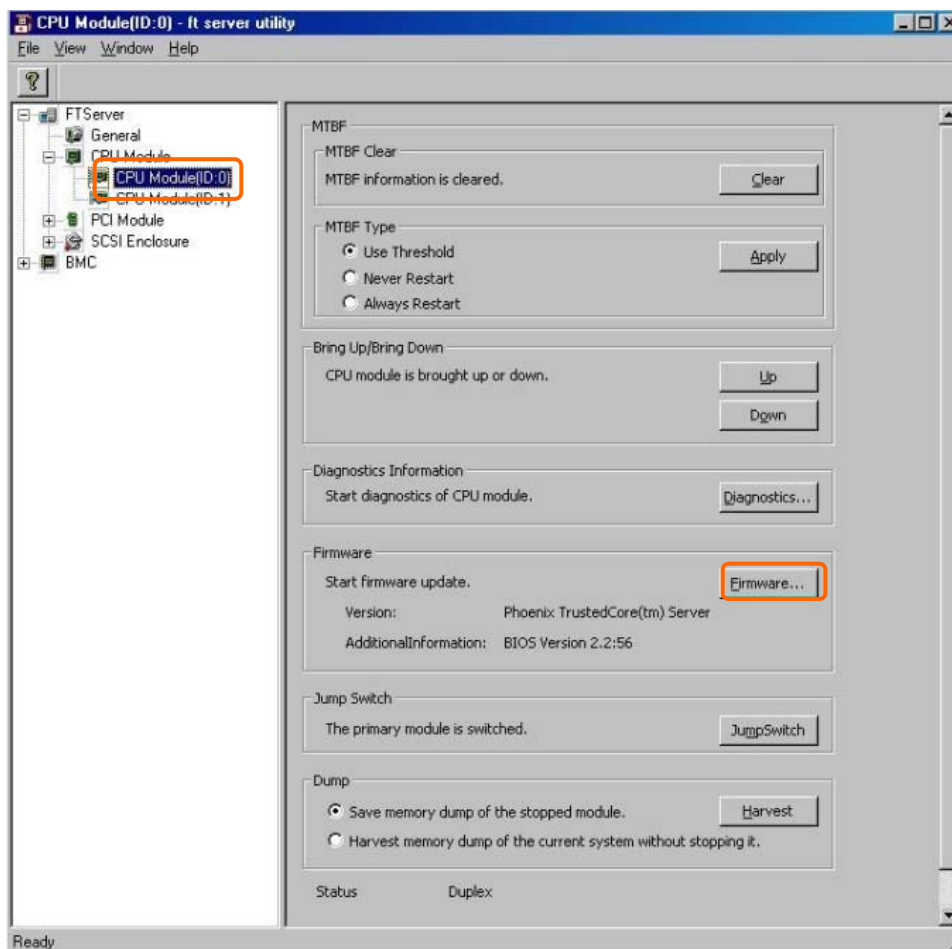 CPU Module(ID:0) - ft server utility
File View Window Help
FTServer
General
CPU Module
CPU Module(ID:0)
CPU Module(ID:1)
PCI Module
SCSI Enclosure
BMC
MTBF
MTBF Clear
MTBF information is cleared.
Clear
MTBF Type
Use Threshold
Never Restart
Always Restart
Apply
Bring Up/Bring Down
CPU module is brought up or down.
Up
Down
Diagnostics Information
Start diagnostics of CPU module.
Diagnostics...
Firmware
Start firmware update.
Firmware...
Version: Phoenix TrustedCore(tm) Server
AdditionalInformation: BIOS Version 2.2:56
Jump Switch
The primary module is switched.
JumpSwitch
Dump
Save memory dump of the stopped module.
Harvest
Harvest memory dump of the current system without stopping it.
Status Duplex
Ready